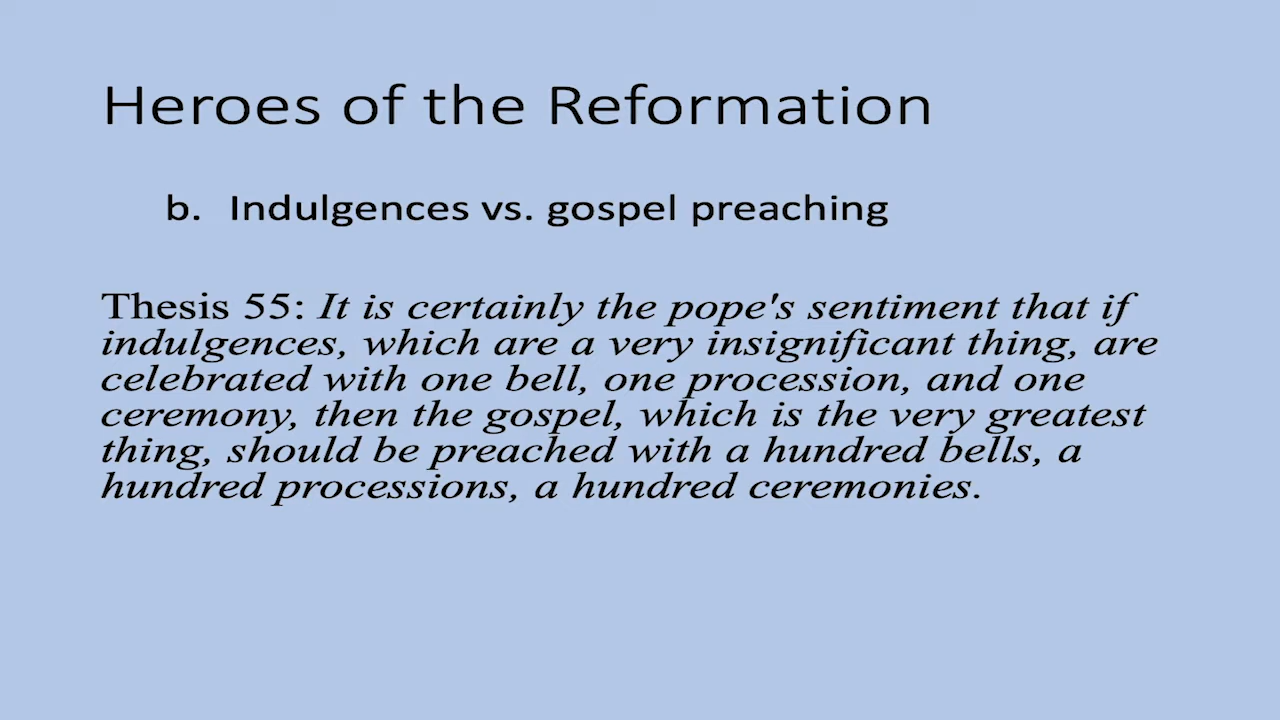 Heroes of the Reformation
b. Indulgences vs. gospel preaching
Thesis 55: It is certainly the pope's sentiment that if
indulgences, which are a very insignificant thing, are
celebrated with one bell, one procession, and one
ceremony, then the gospel, which is the very greatest
thing, should be preached with a hundred bells, a
hundred processions, a hundred ceremonies.